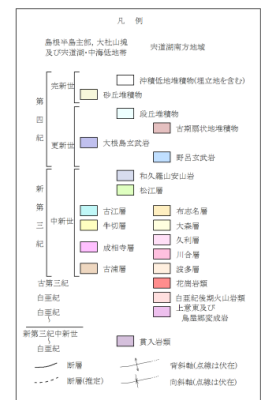 凡 例
島根半島主部, 大社山塊 及び宍道湖・中海低地帯
宍道湖南方地域
第四紀
完新世
沖積低地堆積物(埋立地を含む)
砂丘堆積物
更新世
段丘堆積物
古期扇状地堆積物
大根島玄武岩
野呂玄武岩
新第三紀
中新世
和久羅山安山岩
松江層
古江層
布志名層
牛切層
大森層
成相寺層
久利層
川合層
古浦層
波多層
古第三紀
花崗岩類
白亜紀
白亜紀後期火山岩類
白亜紀
上意東及び
鳥屋郷変成岩
新第三紀中新世
~
白亜紀
貫入岩類
断層
背斜軸(点線は伏在)
断層(推定)
向斜軸(点線は伏在)